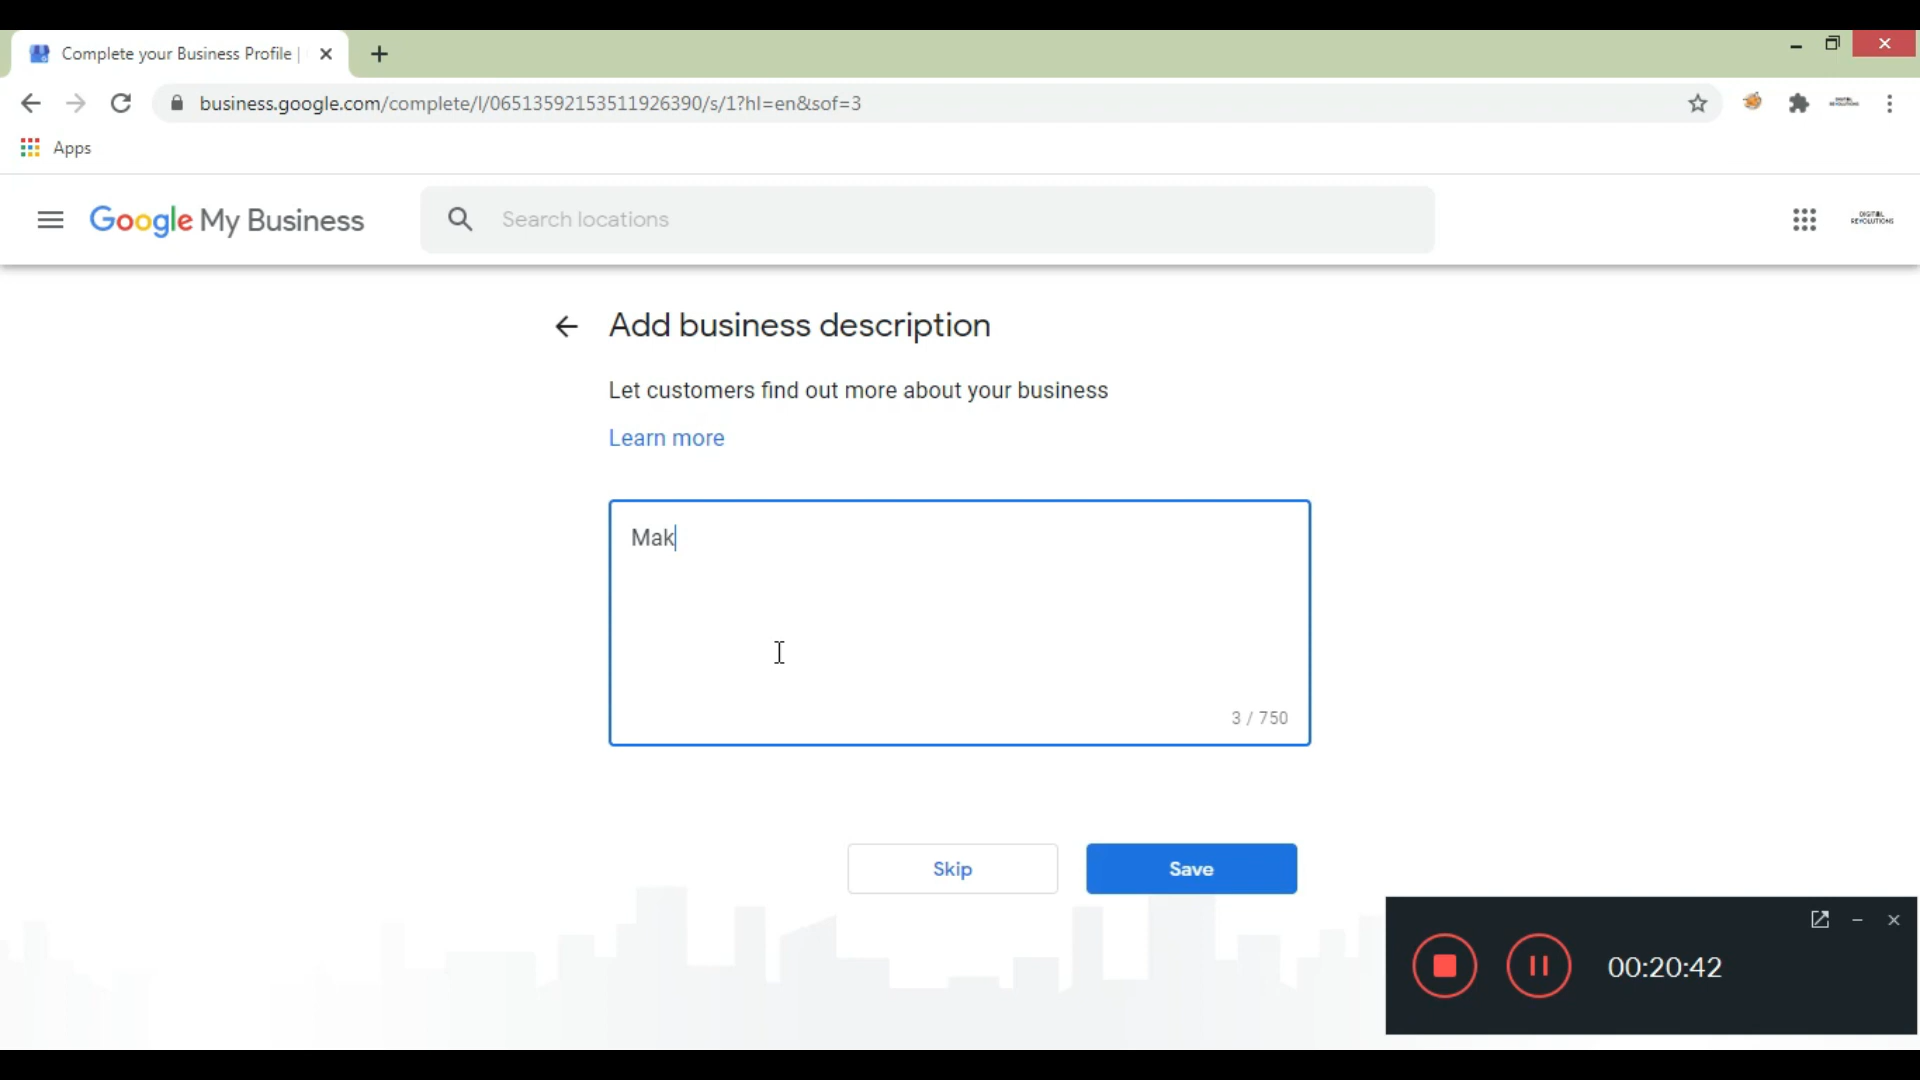 Complete your Business Profile |
business.google.com/complete/l/06513592153511926390/s/1?hl=en&sof=3
Apps
Google My Business
Search locations
DIGITAL
REVOLUTIONS
Add business description
Let customers find out more about your business
Learn more
Mak
3 / 750
Skip
Save
00:20:42